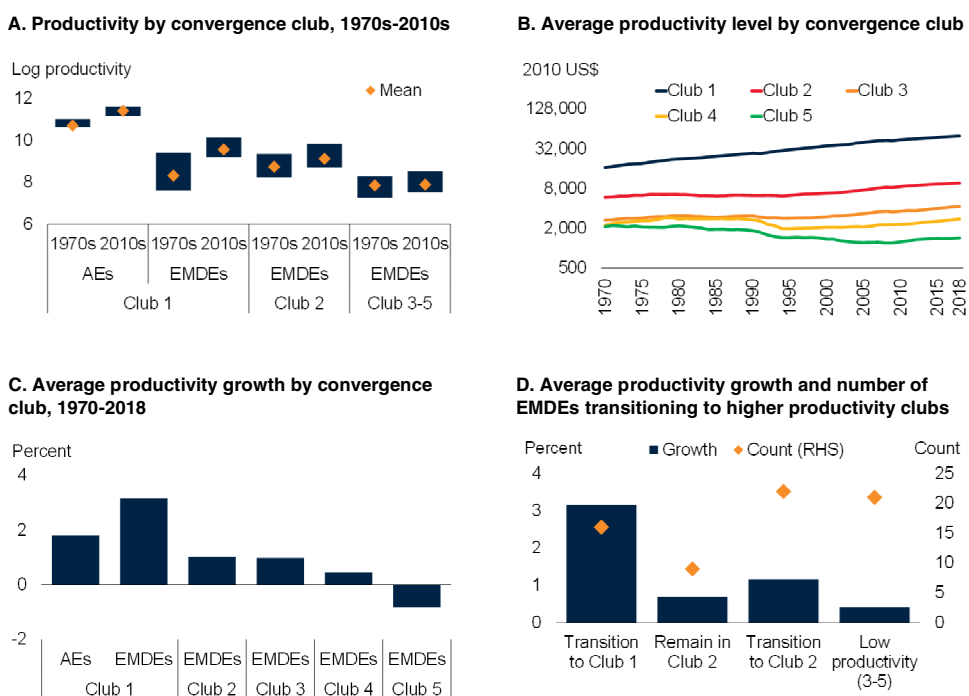 A. Productivity by convergence club, 1970s-2010s
Log productivity
Mean
12
10
8
6
1970s 2010s 1970s 2010s 1970s 2010s 1970s 2010s
AEs EMDEs EMDEs EMDEs
Club 1 Club 2 Club 3-5
B. Average productivity level by convergence club
2010 US$
Club 1 Club 2 Club 3
Club 4 Club 5
128,000
32,000
8,000
2,000
500
1970 1975 1980 1985 1990 1995 2000 2005 2010 2015 2018
C. Average productivity growth by convergence
club, 1970-2018
Percent
4
2
0
-2
AEs EMDEs EMDEs EMDEs EMDEs EMDEs
Club 1 Club 2 Club 3 Club 4 Club 5
D. Average productivity growth and number of
EMDEs transitioning to higher productivity clubs
Percent Growth Count (RHS) Count
4 25
3 20
2 15
1 10
0 5
0
Transition Remain in Transition Low
to Club 1 Club 2 to Club 2 productivity
(3-5)